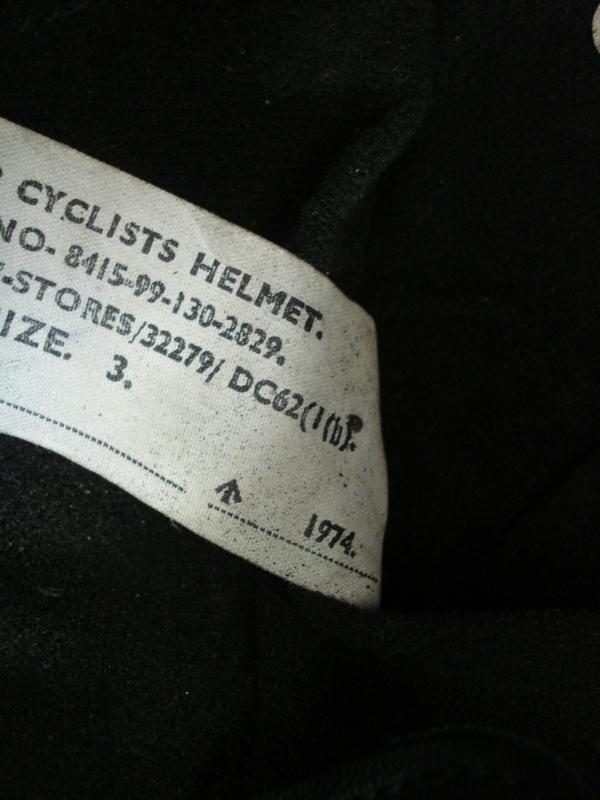 CYCLISTS HELMET.
NO- 8415-99-130-2829.
-STORES/32279/ DC62(1(b).
IZE. 3.
1974.